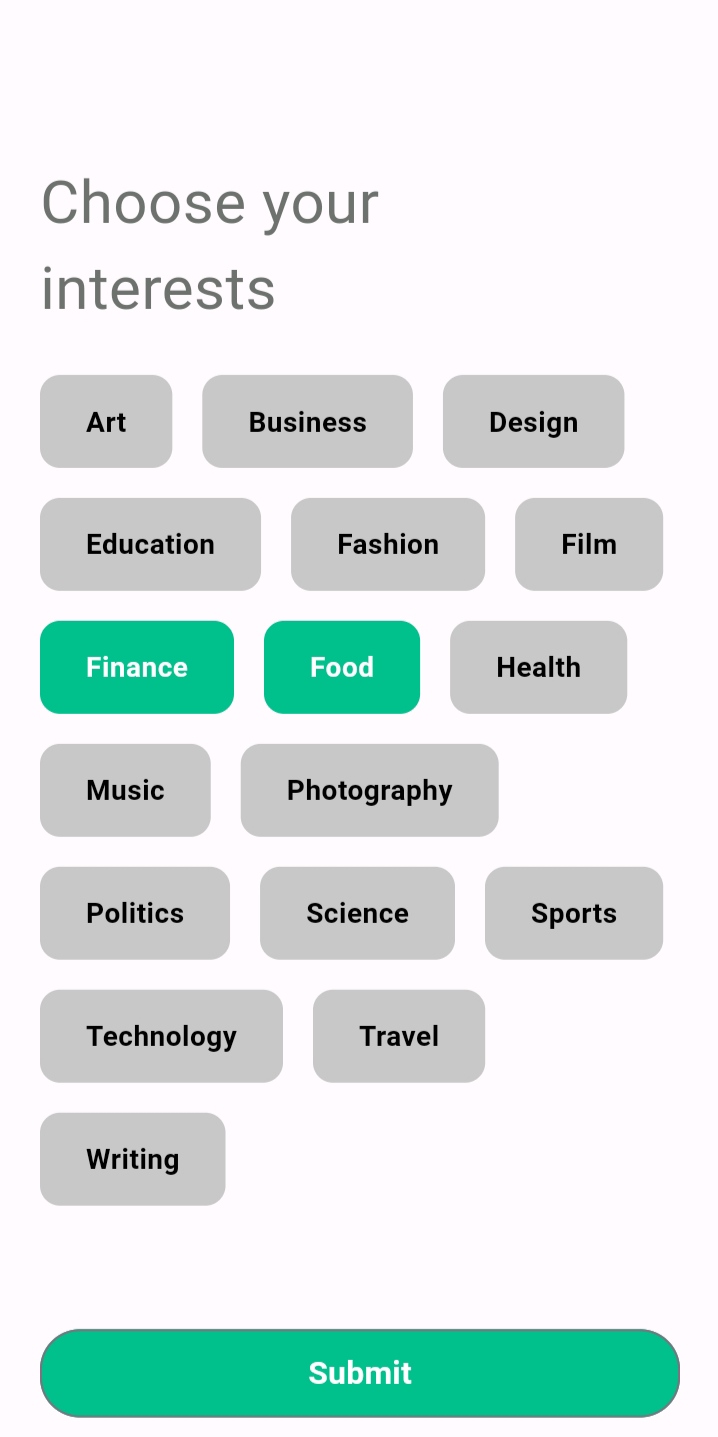 Choose your
interests
Art Business Design
Education Fashion Film
Finance Food Health
Music Photography
Politics Science Sports
Technology Travel
Writing
Submit